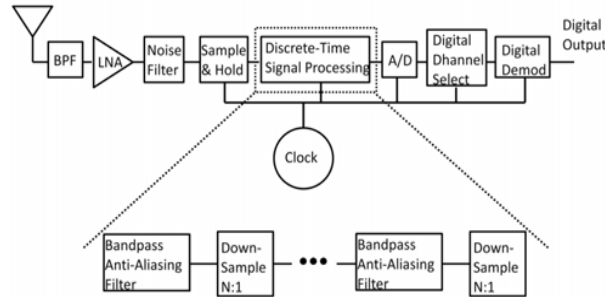 Digital
Output
BPF
LNA
Noise
Filter
Sample
& Hold
Discrete-Time
Signal Processing
A/D
Digital
Dhannel
Select
Digital
Demod
Clock
Bandpass
Anti-Aliasing
Filter
Down-
Sample
N:1
Bandpass
Anti-Aliasing
Filter
Down-
Sample
N:1